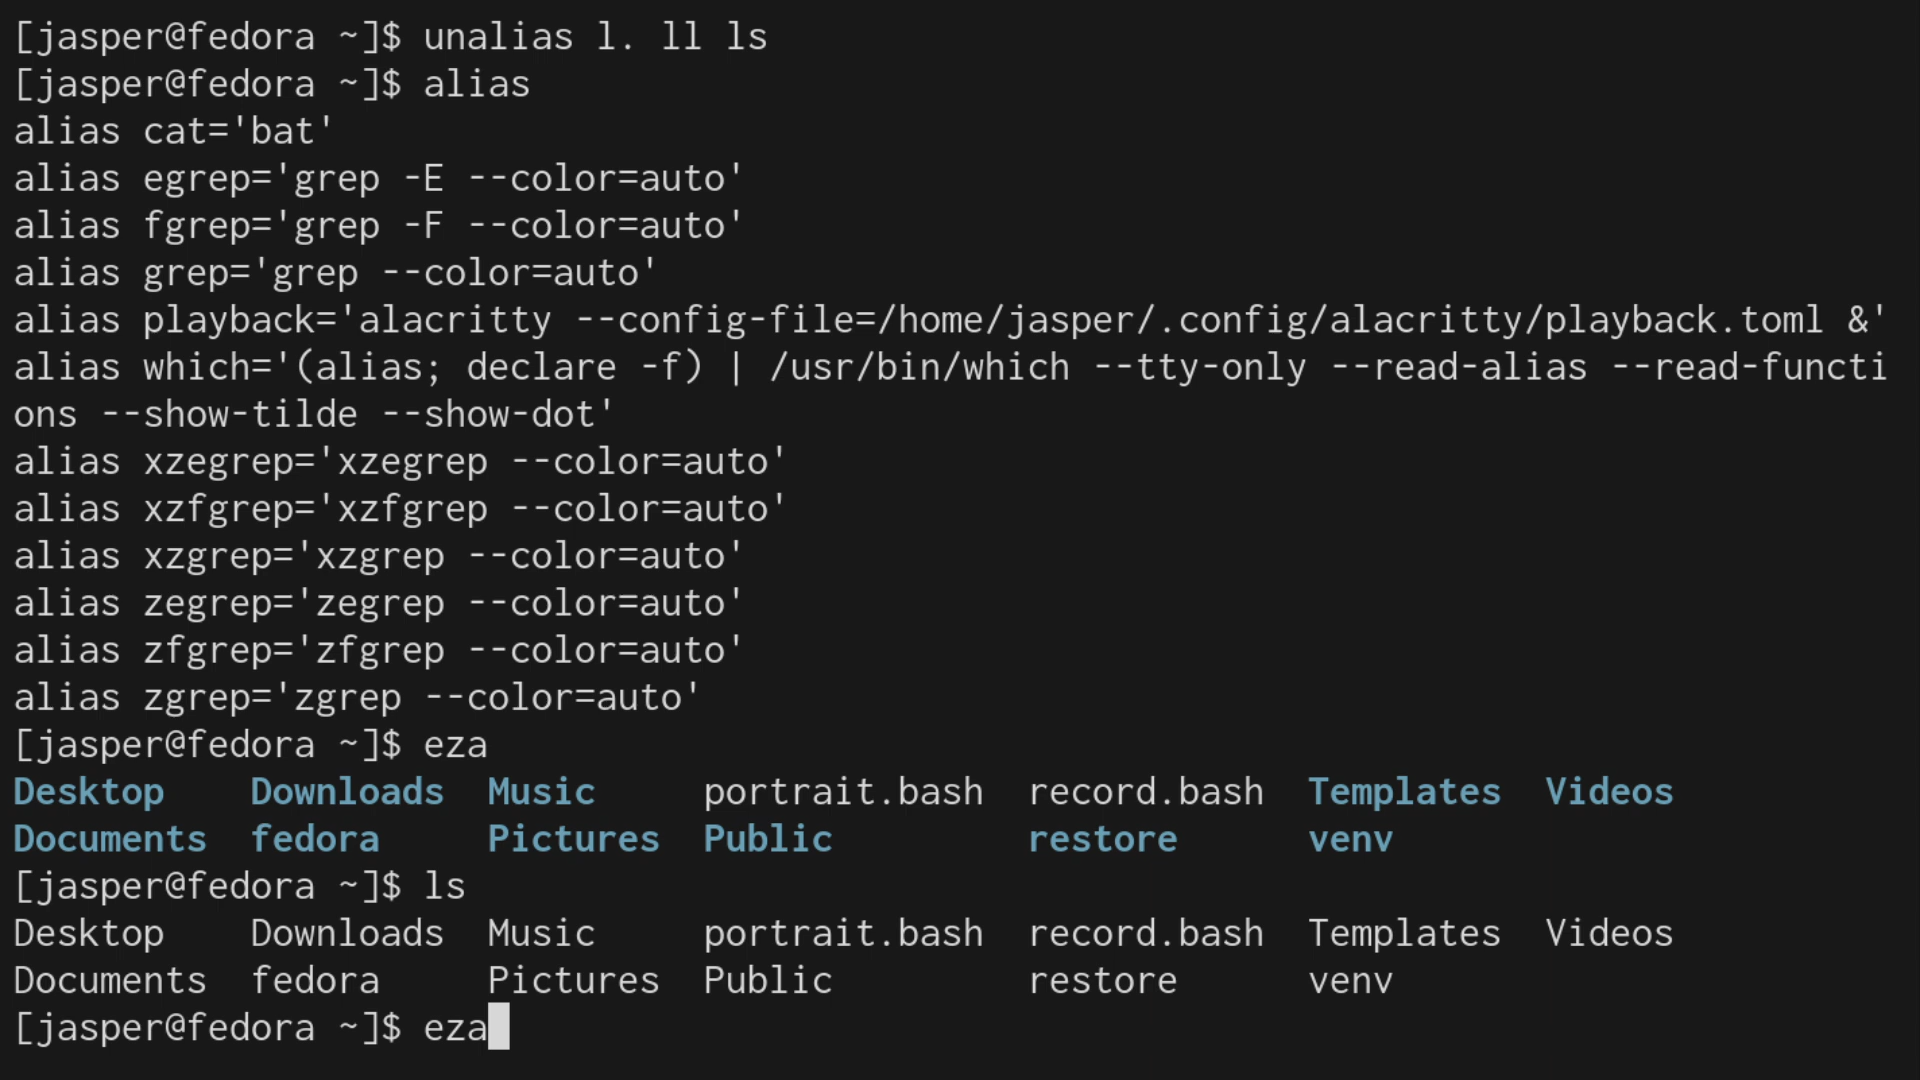 [jasper@fedora ~]$ unalias l. ll ls
[jasper@fedora ~]$ alias
alias cat='bat'
alias egrep='grep -E --color=auto'
alias fgrep='grep -F --color=auto'
alias grep='grep --color=auto'
alias playback='alacritty --config-file=/home/jasper/.config/alacritty/playback.toml &'
alias which='(alias; declare -f) | /usr/bin/which --tty-only --read-alias --read-functi
ons --show-tilde --show-dot'
alias xzegrep='xzegrep --color=auto'
alias xzfgrep='xzfgrep --color=auto'
alias xzgrep='xzgrep --color=auto'
alias zegrep='zegrep --color=auto'
alias zfgrep='zfgrep --color=auto'
alias zgrep='zgrep --color=auto'
[jasper@fedora ~]$ eza
Desktop    Downloads  Music     portrait.bash  record.bash  Templates  Videos
Documents  fedora     Pictures  Public         restore      venv
[jasper@fedora ~]$ ls
Desktop    Downloads  Music     portrait.bash  record.bash  Templates  Videos
Documents  fedora     Pictures  Public         restore      venv
[jasper@fedora ~]$ eza